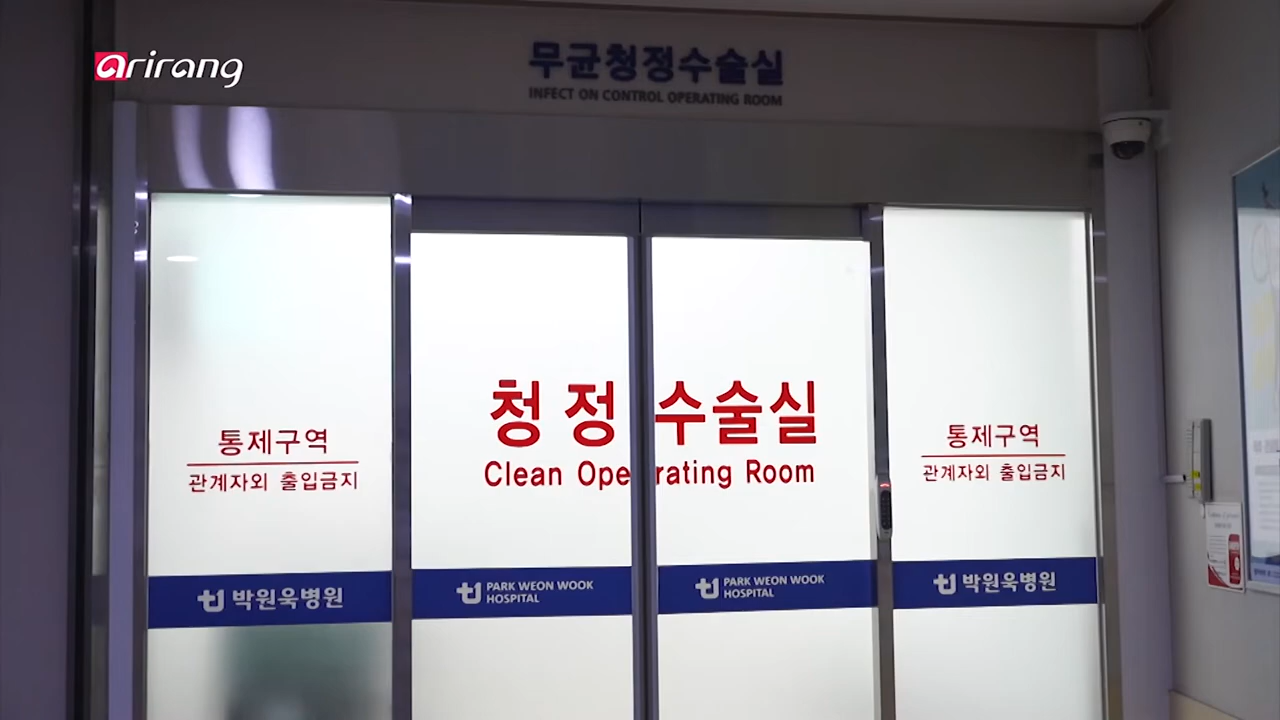 arirang
무균청정수술실
INFECT ON CONTROL OPERATING ROOM
청정 수술실
Clean Operating Room
통제구역
관계자외 출입금지
통제구역
관계자외 출입금지
박원욱병원
PARK WEON WOOK
HOSPITAL
PARK WEON WOOK
HOSPITAL
박원욱병원